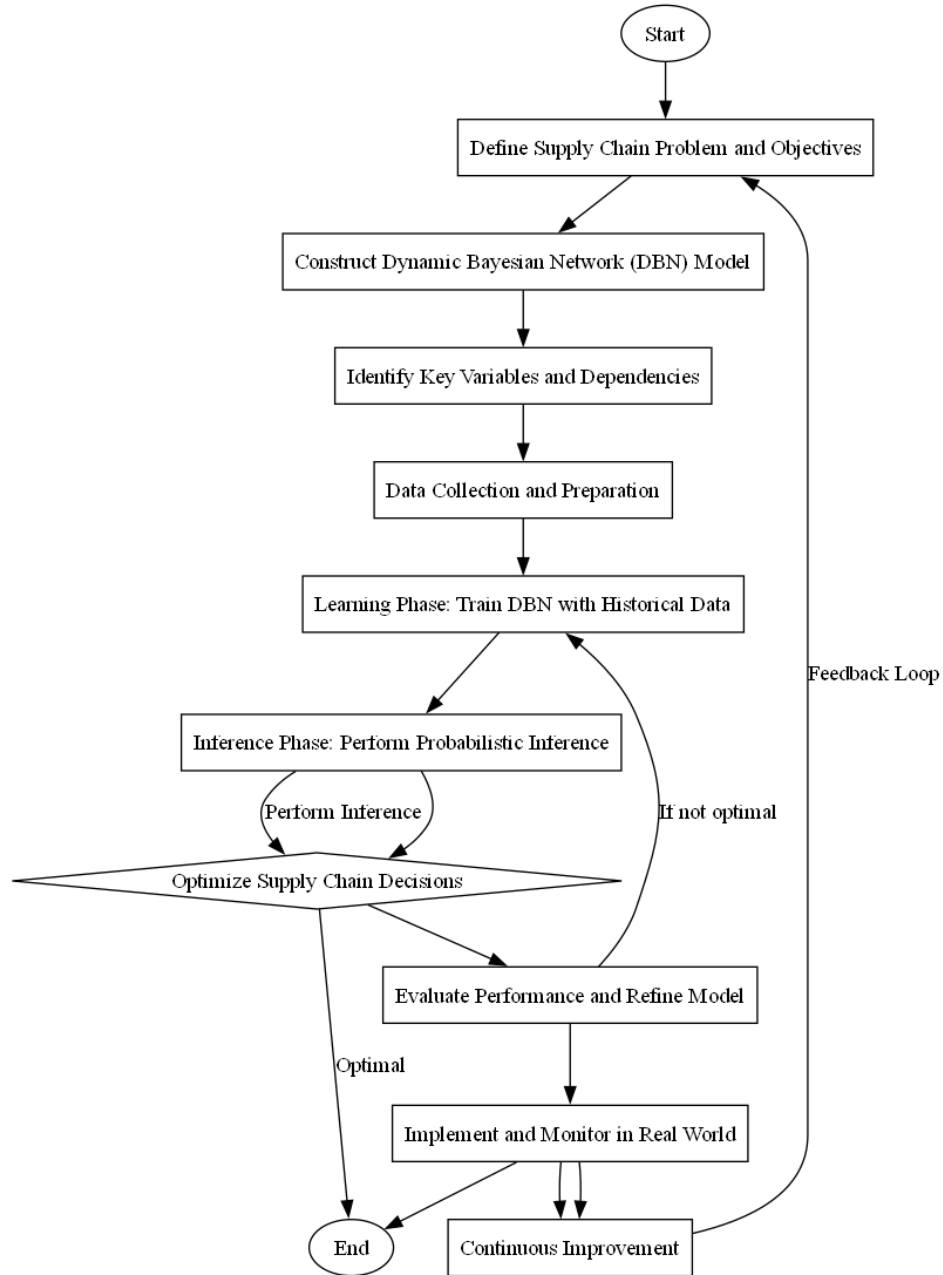 Start
Define Supply Chain Problem and Objectives
Construct Dynamic Bayesian Network (DBN) Model
Identify Key Variables and Dependencies
Data Collection and Preparation
Learning Phase: Train DBN with Historical Data
Feedback Loop
Inference Phase: Perform Probabilistic Inference
Perform Inference
If not optimal
Optimize Supply Chain Decisions
Evaluate Performance and Refine Model
Optimal
Implement and Monitor in Real World
End
Continuous Improvement